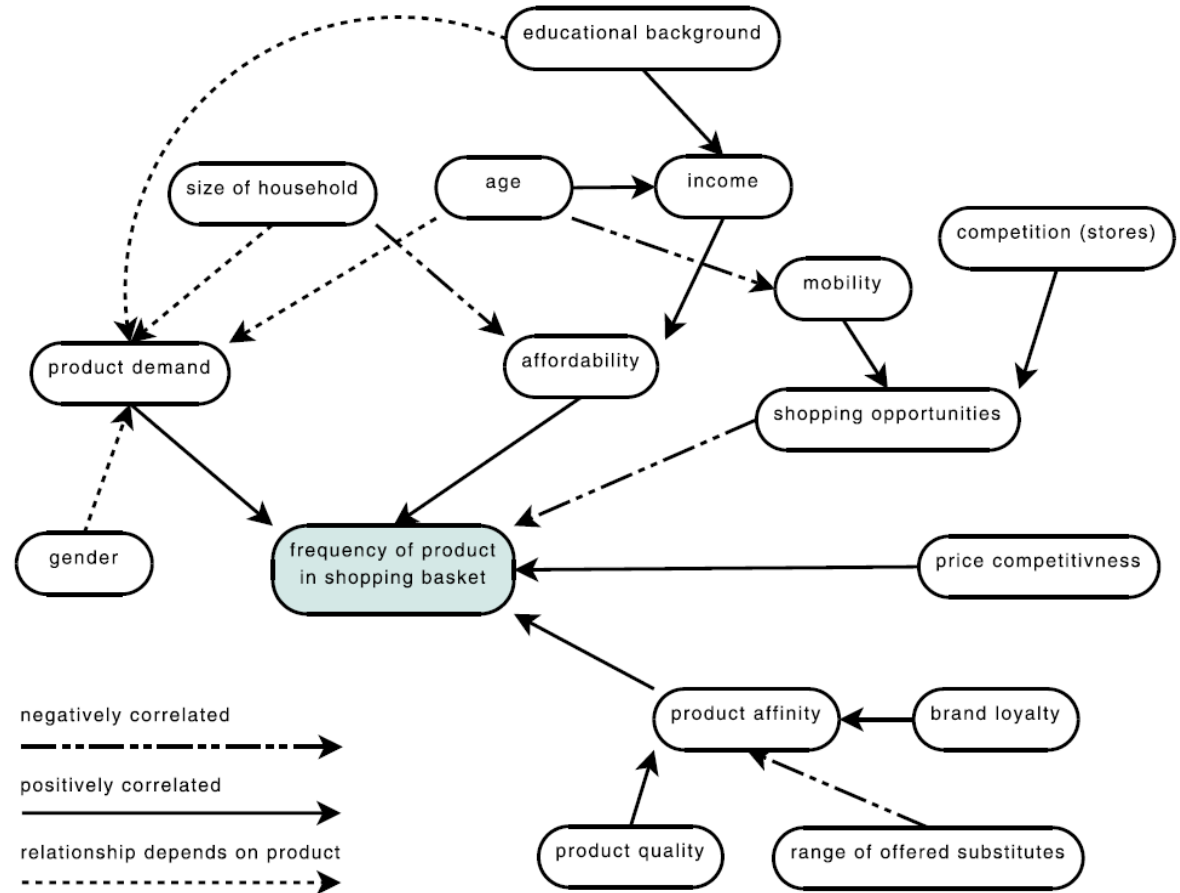 educational background
size of household
age
income
competition (stores)
mobility
product demand
affordability
shopping opportunities
gender
frequency of product
in shopping basket
price competitivness
negatively correlated
product affinity
brand loyalty
positively correlated
relationship depends on product
product quality
range of offered substitutes